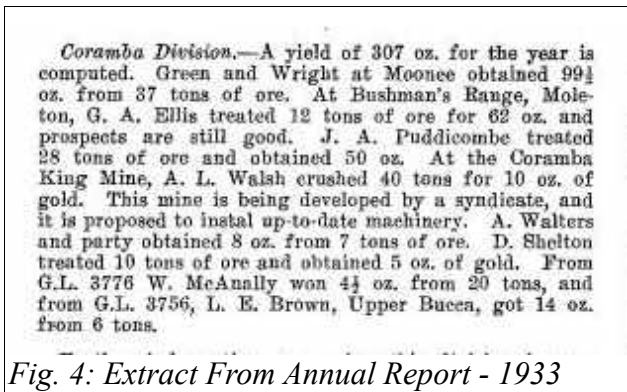 Coramba Division.—A yield of 307 oz. for the year is
computed. Green and Wright at Moonee obtained 99½
oz. from 37 tons of ore. At Bushman's Range, Mole-
ton, G. A. Ellis treated 12 tons of ore for 62 oz. and
prospects are still good. J. A. Puddicombe treated
28 tons of ore and obtained 50 oz. At the Coramba
King Mine, A. L. Walsh crushed 40 tons for 10 oz. of
gold. This mine is being developed by a syndicate, and
it is proposed to instal up-to-date machinery. A. Walters
and party obtained 8 oz. from 7 tons of ore. D. Shelton
treated 10 tons of ore and obtained 5 oz. of gold. From
G.L. 3776 W. McAnally won 4½ oz. from 20 tons, and
from G.L. 3756, L. E. Brown, Upper Bucca, got 14 oz.
from 6 tons.
Fig. 4: Extract From Annual Report - 1933